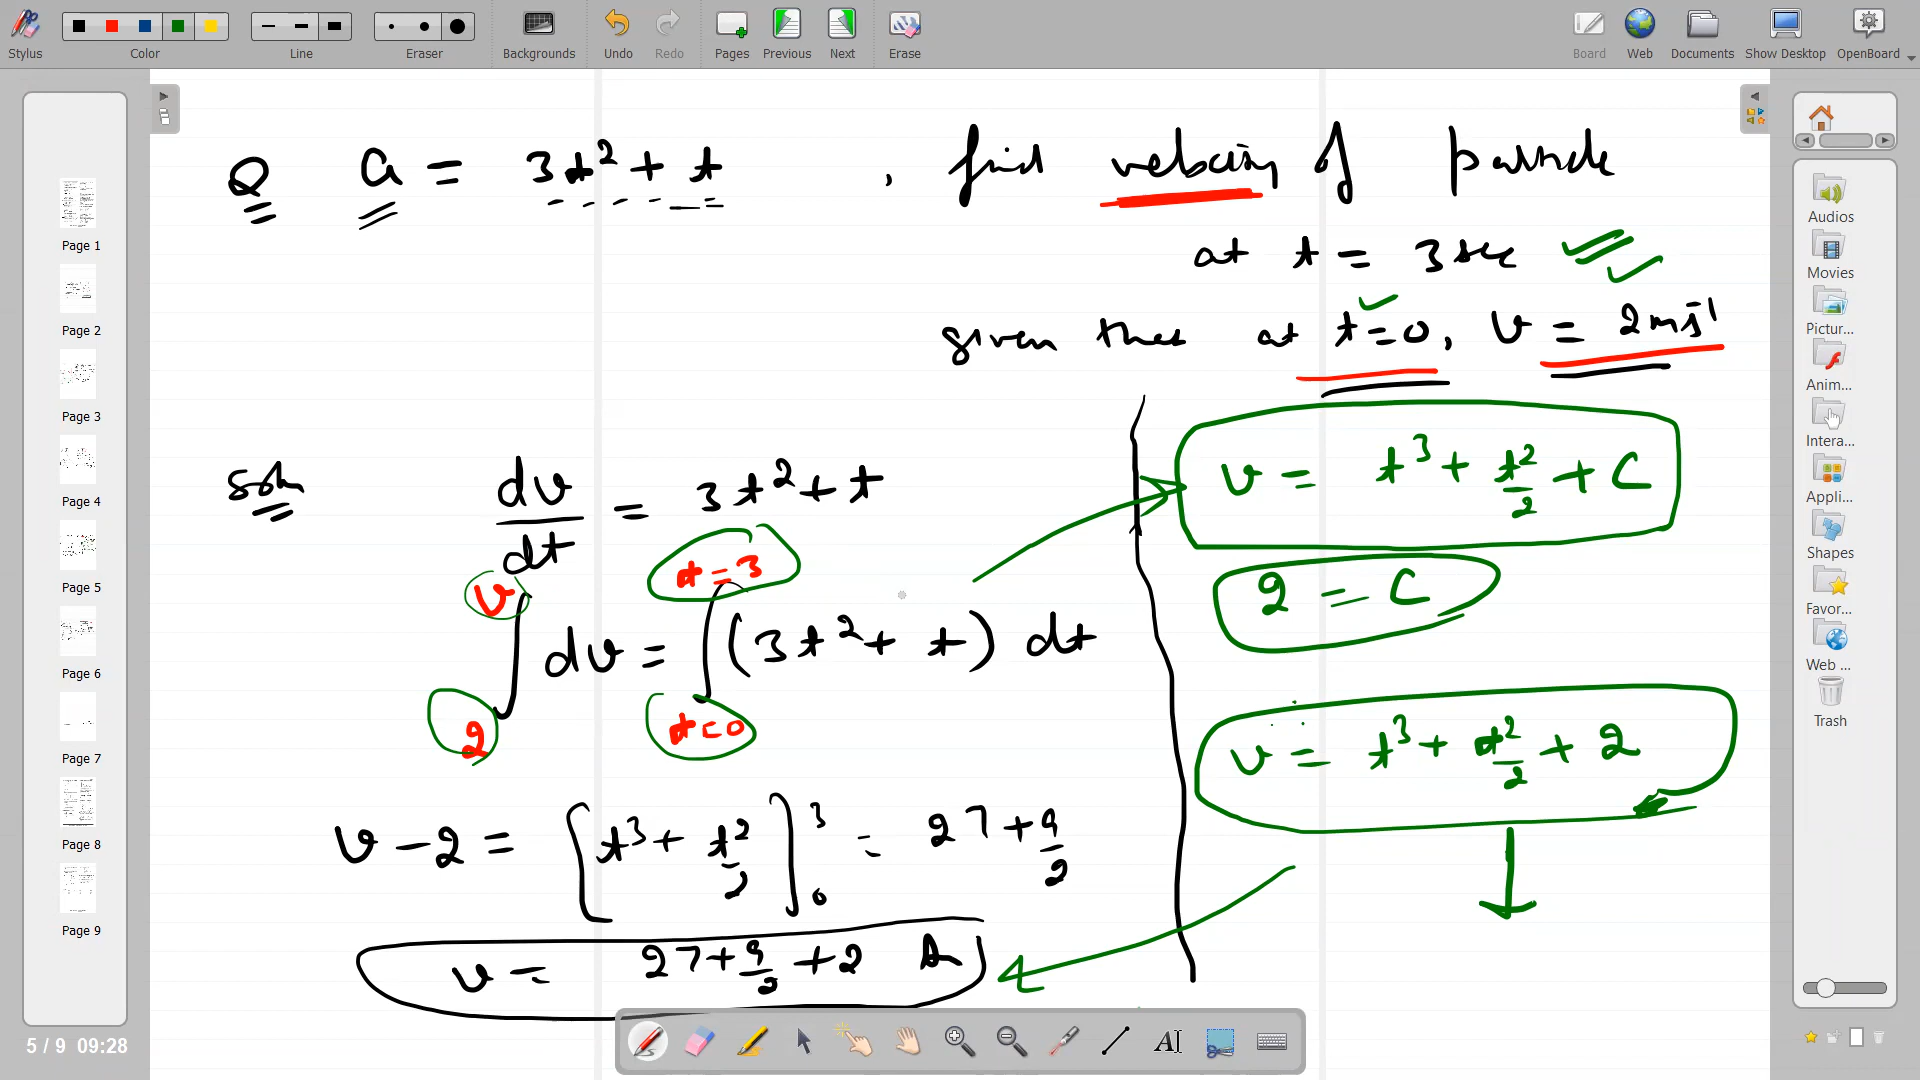 Stylus Color Line Eraser Backgrounds Undo Redo Pages Previous Next Erase Board Web Documents Show Desktop OpenBoard
Page 1
Page 2
Page 3
Page 4
Page 5
Page 6
Page 7
Page 8
Page 9
5 / 9 09:28
Q a = 3t² + t , find velocity of particle
at t = 3 sec
given that at t=0, v = 2ms⁻¹
Soln dv/dt = 3t² + t
v t=3
∫ dv = ∫ (3t² + t) dt
2 t=0
v - 2 = [t³ + t²/2]₀³ = 27 + 9/2
v = 27 + 9/2 + 2 A
v = t³ + t²/2 + C
2 = C
v = t³ + t²/2 + 2
Audios
Movies
Pictur...
Anim...
Intera...
Appli...
Shapes
Favor...
Web ...
Trash